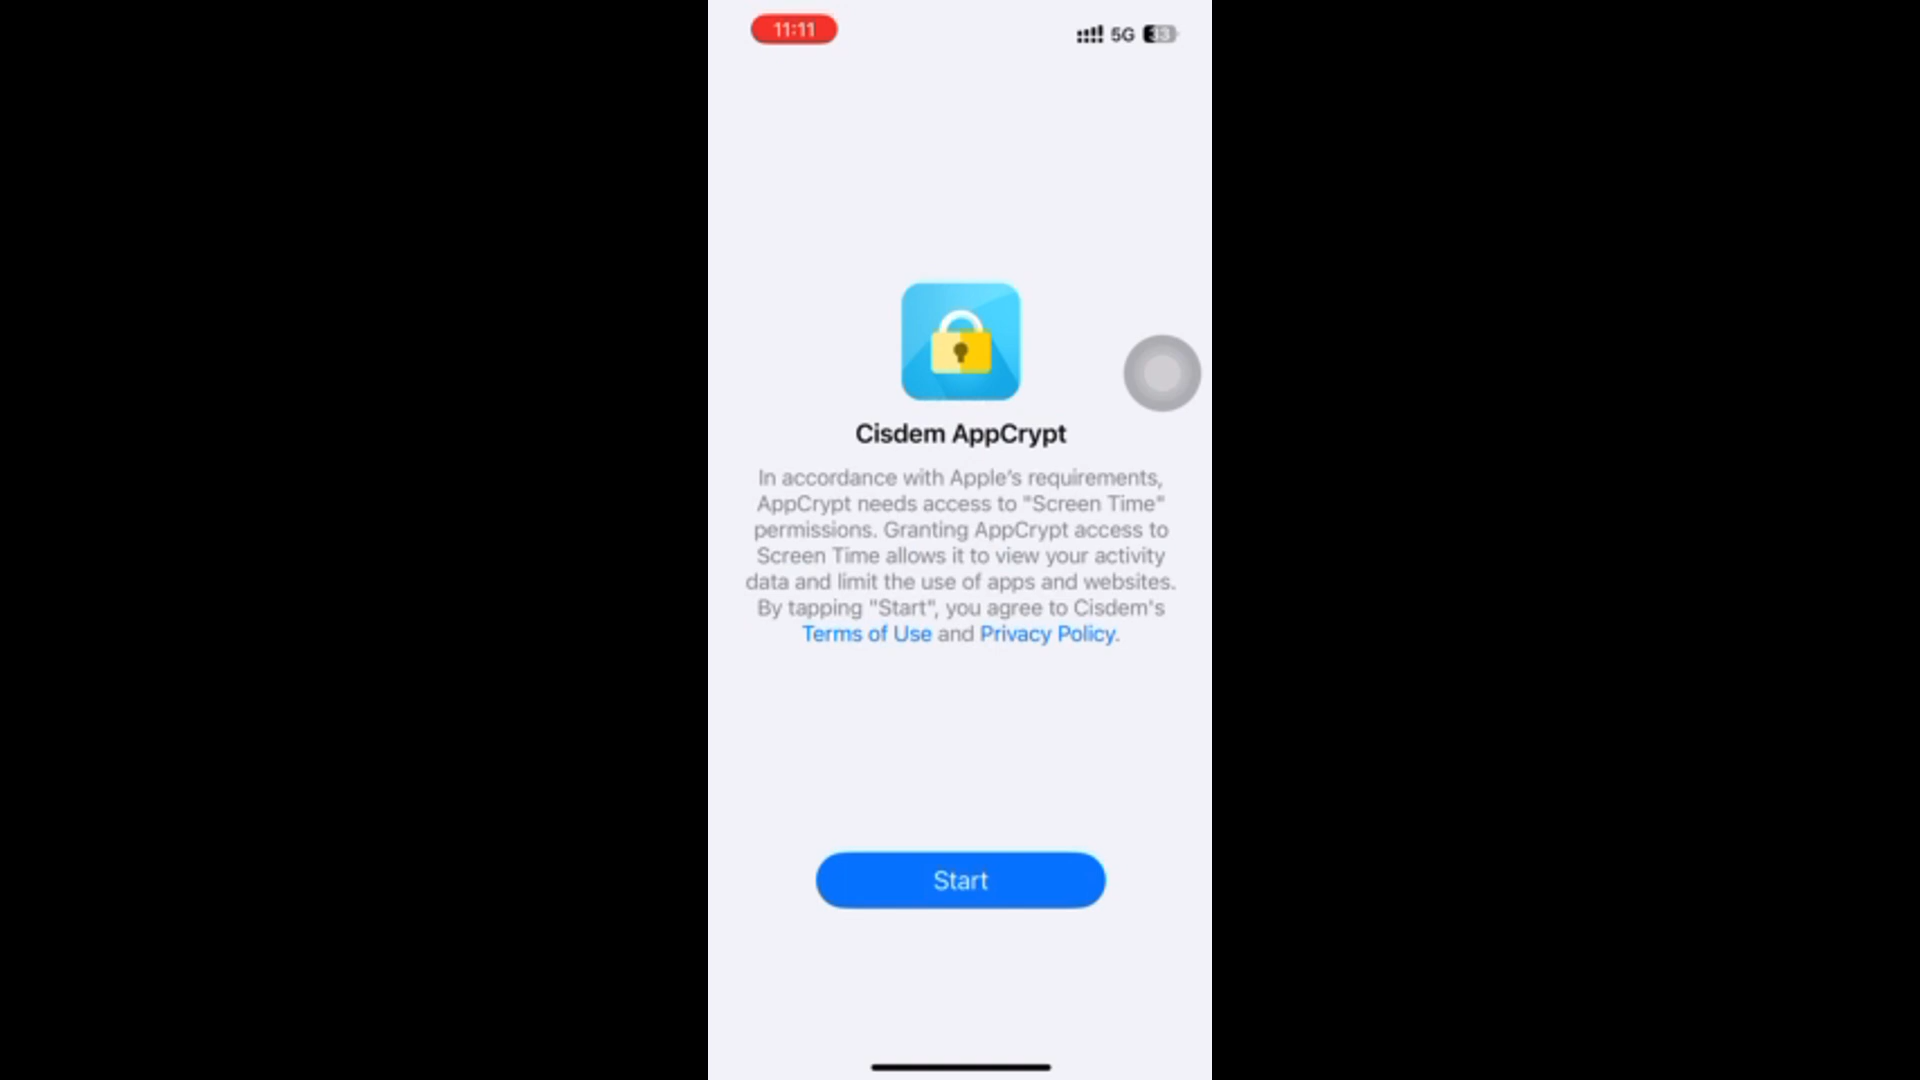 11:11
5G 33
Cisdem AppCrypt
In accordance with Apple's requirements,
AppCrypt needs access to "Screen Time"
permissions. Granting AppCrypt access to
Screen Time allows it to view your activity
data and limit the use of apps and websites.
By tapping "Start", you agree to Cisdem's
Terms of Use and Privacy Policy.
Start